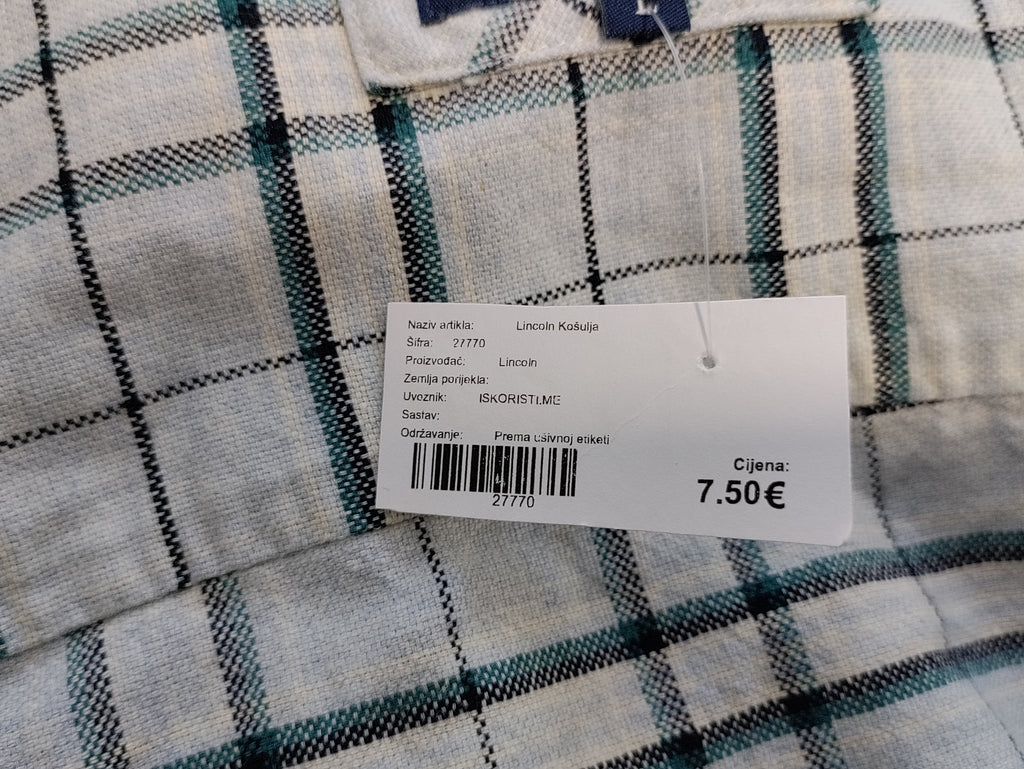 Naziv artikla: Lincoln Košulja
Šifra: 27770
Proizvođač: Lincoln
Zemlja porijekla:
Uvoznik: ISKORISTI.ME
Sastav:
Održavanje: Prema ušivnoj etiketi
27770
Cijena:
7.50€